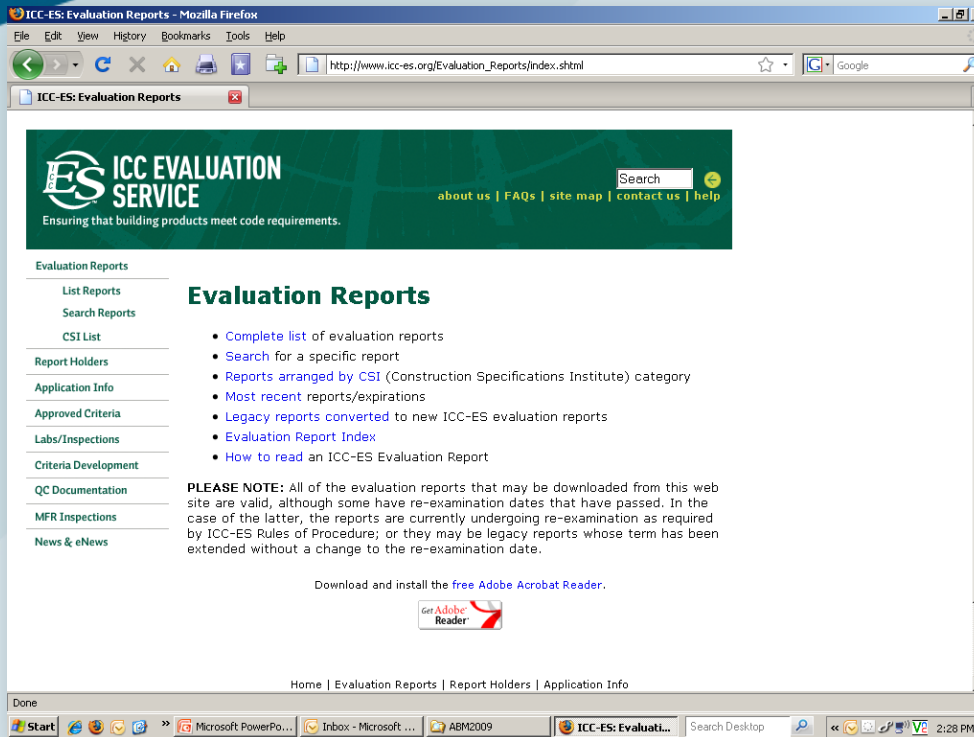 ICC-ES: Evaluation Reports - Mozilla Firefox
File Edit View History Bookmarks Tools Help
http://www.icc-es.org/Evaluation_Reports/index.shtml
G Google
ICC-ES: Evaluation Reports
ICC ES ICC EVALUATION
SERVICE
Ensuring that building products meet code requirements.
Search
about us | FAQs | site map | contact us | help
Evaluation Reports
List Reports
Search Reports
CSI List
Report Holders
Application Info
Approved Criteria
Labs/Inspections
Criteria Development
QC Documentation
MFR Inspections
News & eNews
Evaluation Reports
• Complete list of evaluation reports
• Search for a specific report
• Reports arranged by CSI (Construction Specifications Institute) category
• Most recent reports/expirations
• Legacy reports converted to new ICC-ES evaluation reports
• Evaluation Report Index
• How to read an ICC-ES Evaluation Report
PLEASE NOTE: All of the evaluation reports that may be downloaded from this web
site are valid, although some have re-examination dates that have passed. In the
case of the latter, the reports are currently undergoing re-examination as required
by ICC-ES Rules of Procedure; or they may be legacy reports whose term has been
extended without a change to the re-examination date.
Download and install the free Adobe Acrobat Reader.
Get Adobe
Reader
Home | Evaluation Reports | Report Holders | Application Info
Done
Start » Microsoft PowerPo... Inbox - Microsoft ... ABM2009 ICC-ES: Evaluati... Search Desktop « 2:28 PM